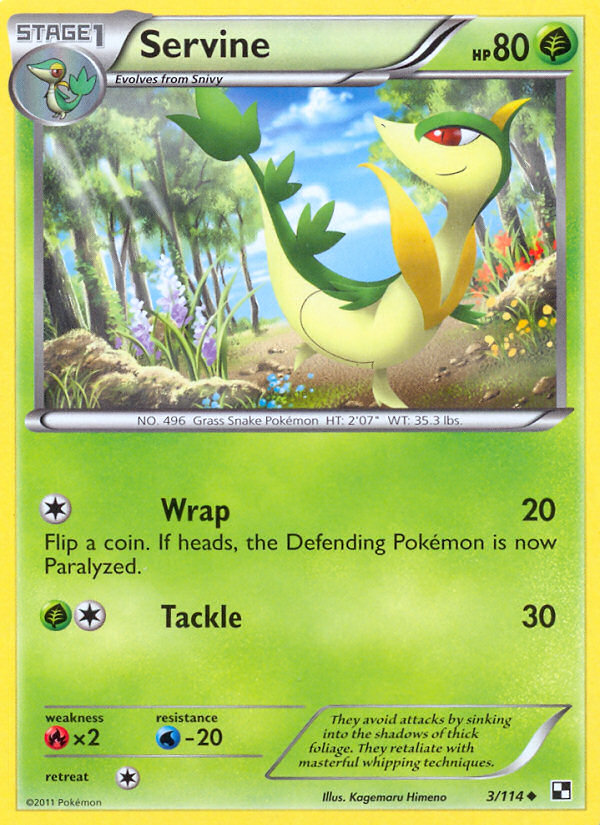 STAGE1
Servine
HP80
Evolves from Snivy
NO. 496 Grass Snake Pokémon HT: 2'07" WT: 35.3 lbs.
Wrap 20
Flip a coin. If heads, the Defending Pokémon is now
Paralyzed.
Tackle 30
weakness resistance
×2 -20
They avoid attacks by sinking
into the shadows of thick
foliage. They retaliate with
masterful whipping techniques.
retreat
©2011 Pokémon
Illus. Kagemaru Himeno
3/114